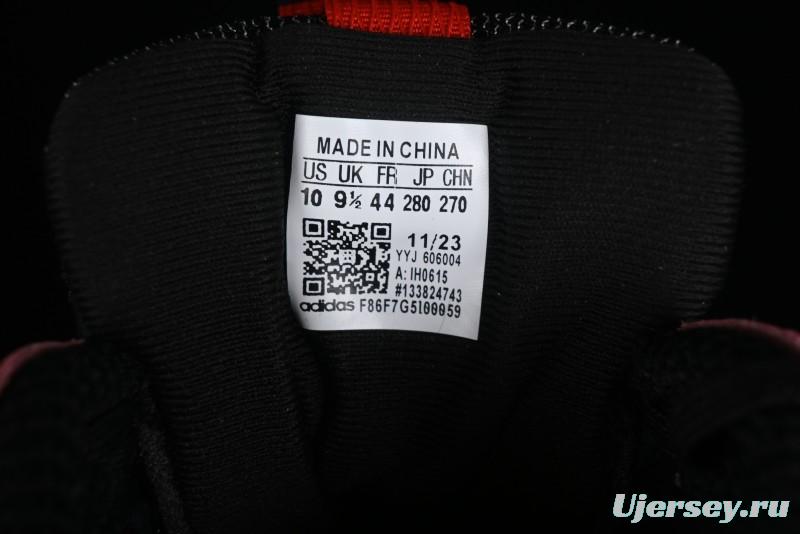 MADE IN CHINA
US UK FR JP CHN
10 9½ 44 280 270
11/23
YYJ 606004
A: IH0615
#133824743
adidas F86F7G5I00059
Ujersey.ru